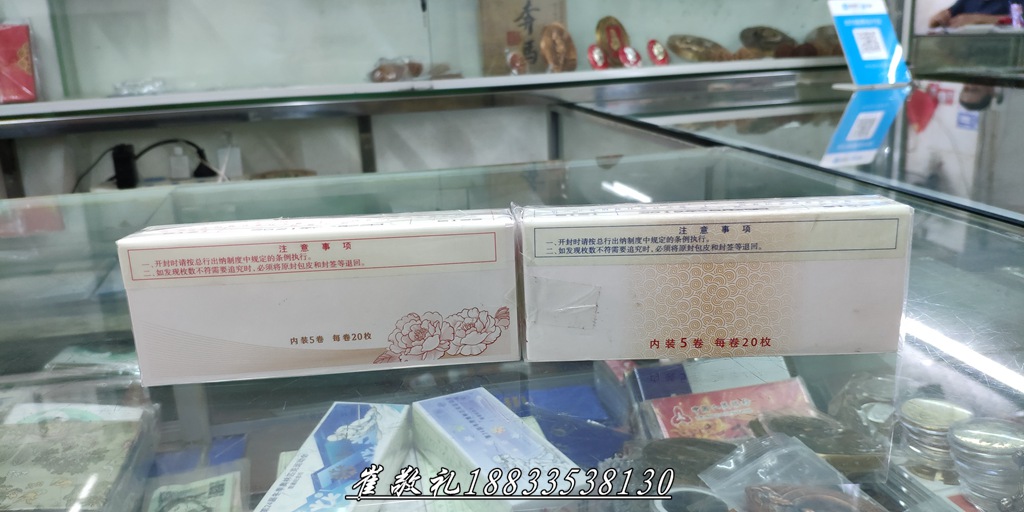 奔马
注意事项
一、开封时请按总行出纳制度中规定的条例执行。
二、如发现枚数不符需要追究时、必须将原封包皮和封签等退回。
内装5卷 每卷20枚
注意事项
一、开封时请按总行出纳制度中规定的条例执行。
二、如发现枚数不符需要追究时、必须将原封包皮和封签等退回。
内装5卷 每卷20枚
崔敬礼18833538130